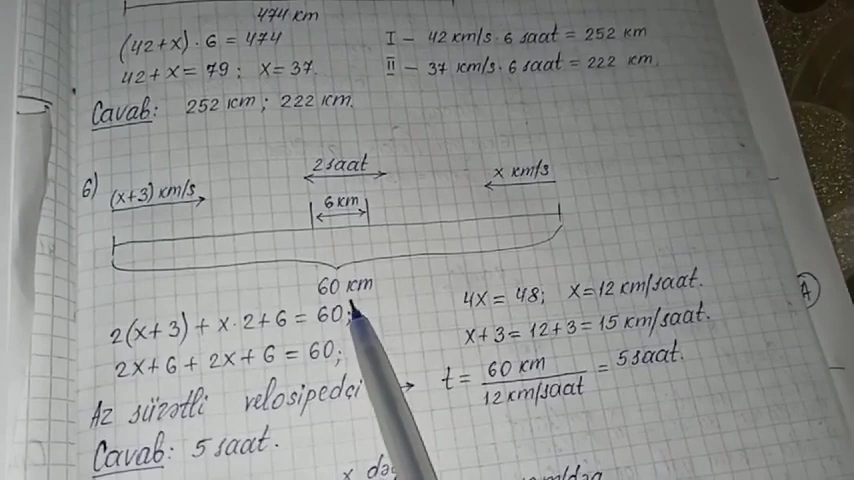 474 km
(42+x) · 6 = 474
42+x = 79; x=37.
I – 42 km/s · 6 saat = 252 km
II – 37 km/s · 6 saat = 222 km.
Cavab: 252 km; 222 km.
6)
(x+3) km/s
2 saat
x km/s
6 km
60 km
2(x+3) + x·2+6 = 60;
2x+6 + 2x+6 = 60;
Az sürətli velosipedçi →
Cavab: 5 saat.
4x = 48; x=12 km/saat.
x+3 = 12+3 = 15 km/saat.
t = 60 km / 12 km/saat = 5 saat.
A
x